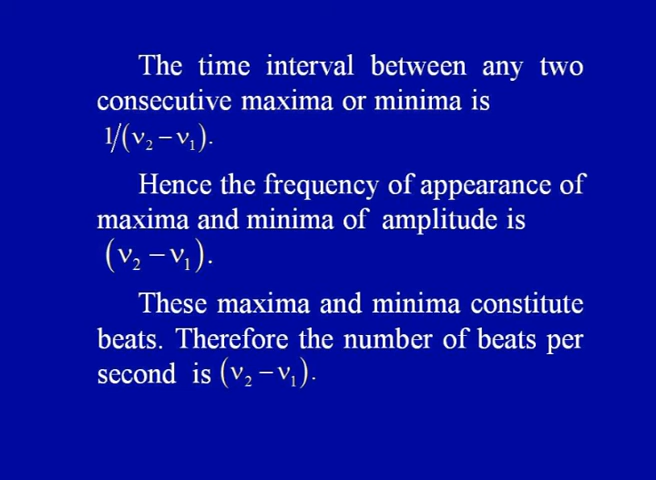 The time interval between any two
consecutive maxima or minima is
1/(ν₂ – ν₁).
Hence the frequency of appearance of
maxima and minima of amplitude is
(ν₂ – ν₁).
These maxima and minima constitute
beats. Therefore the number of beats per
second is (ν₂ – ν₁).